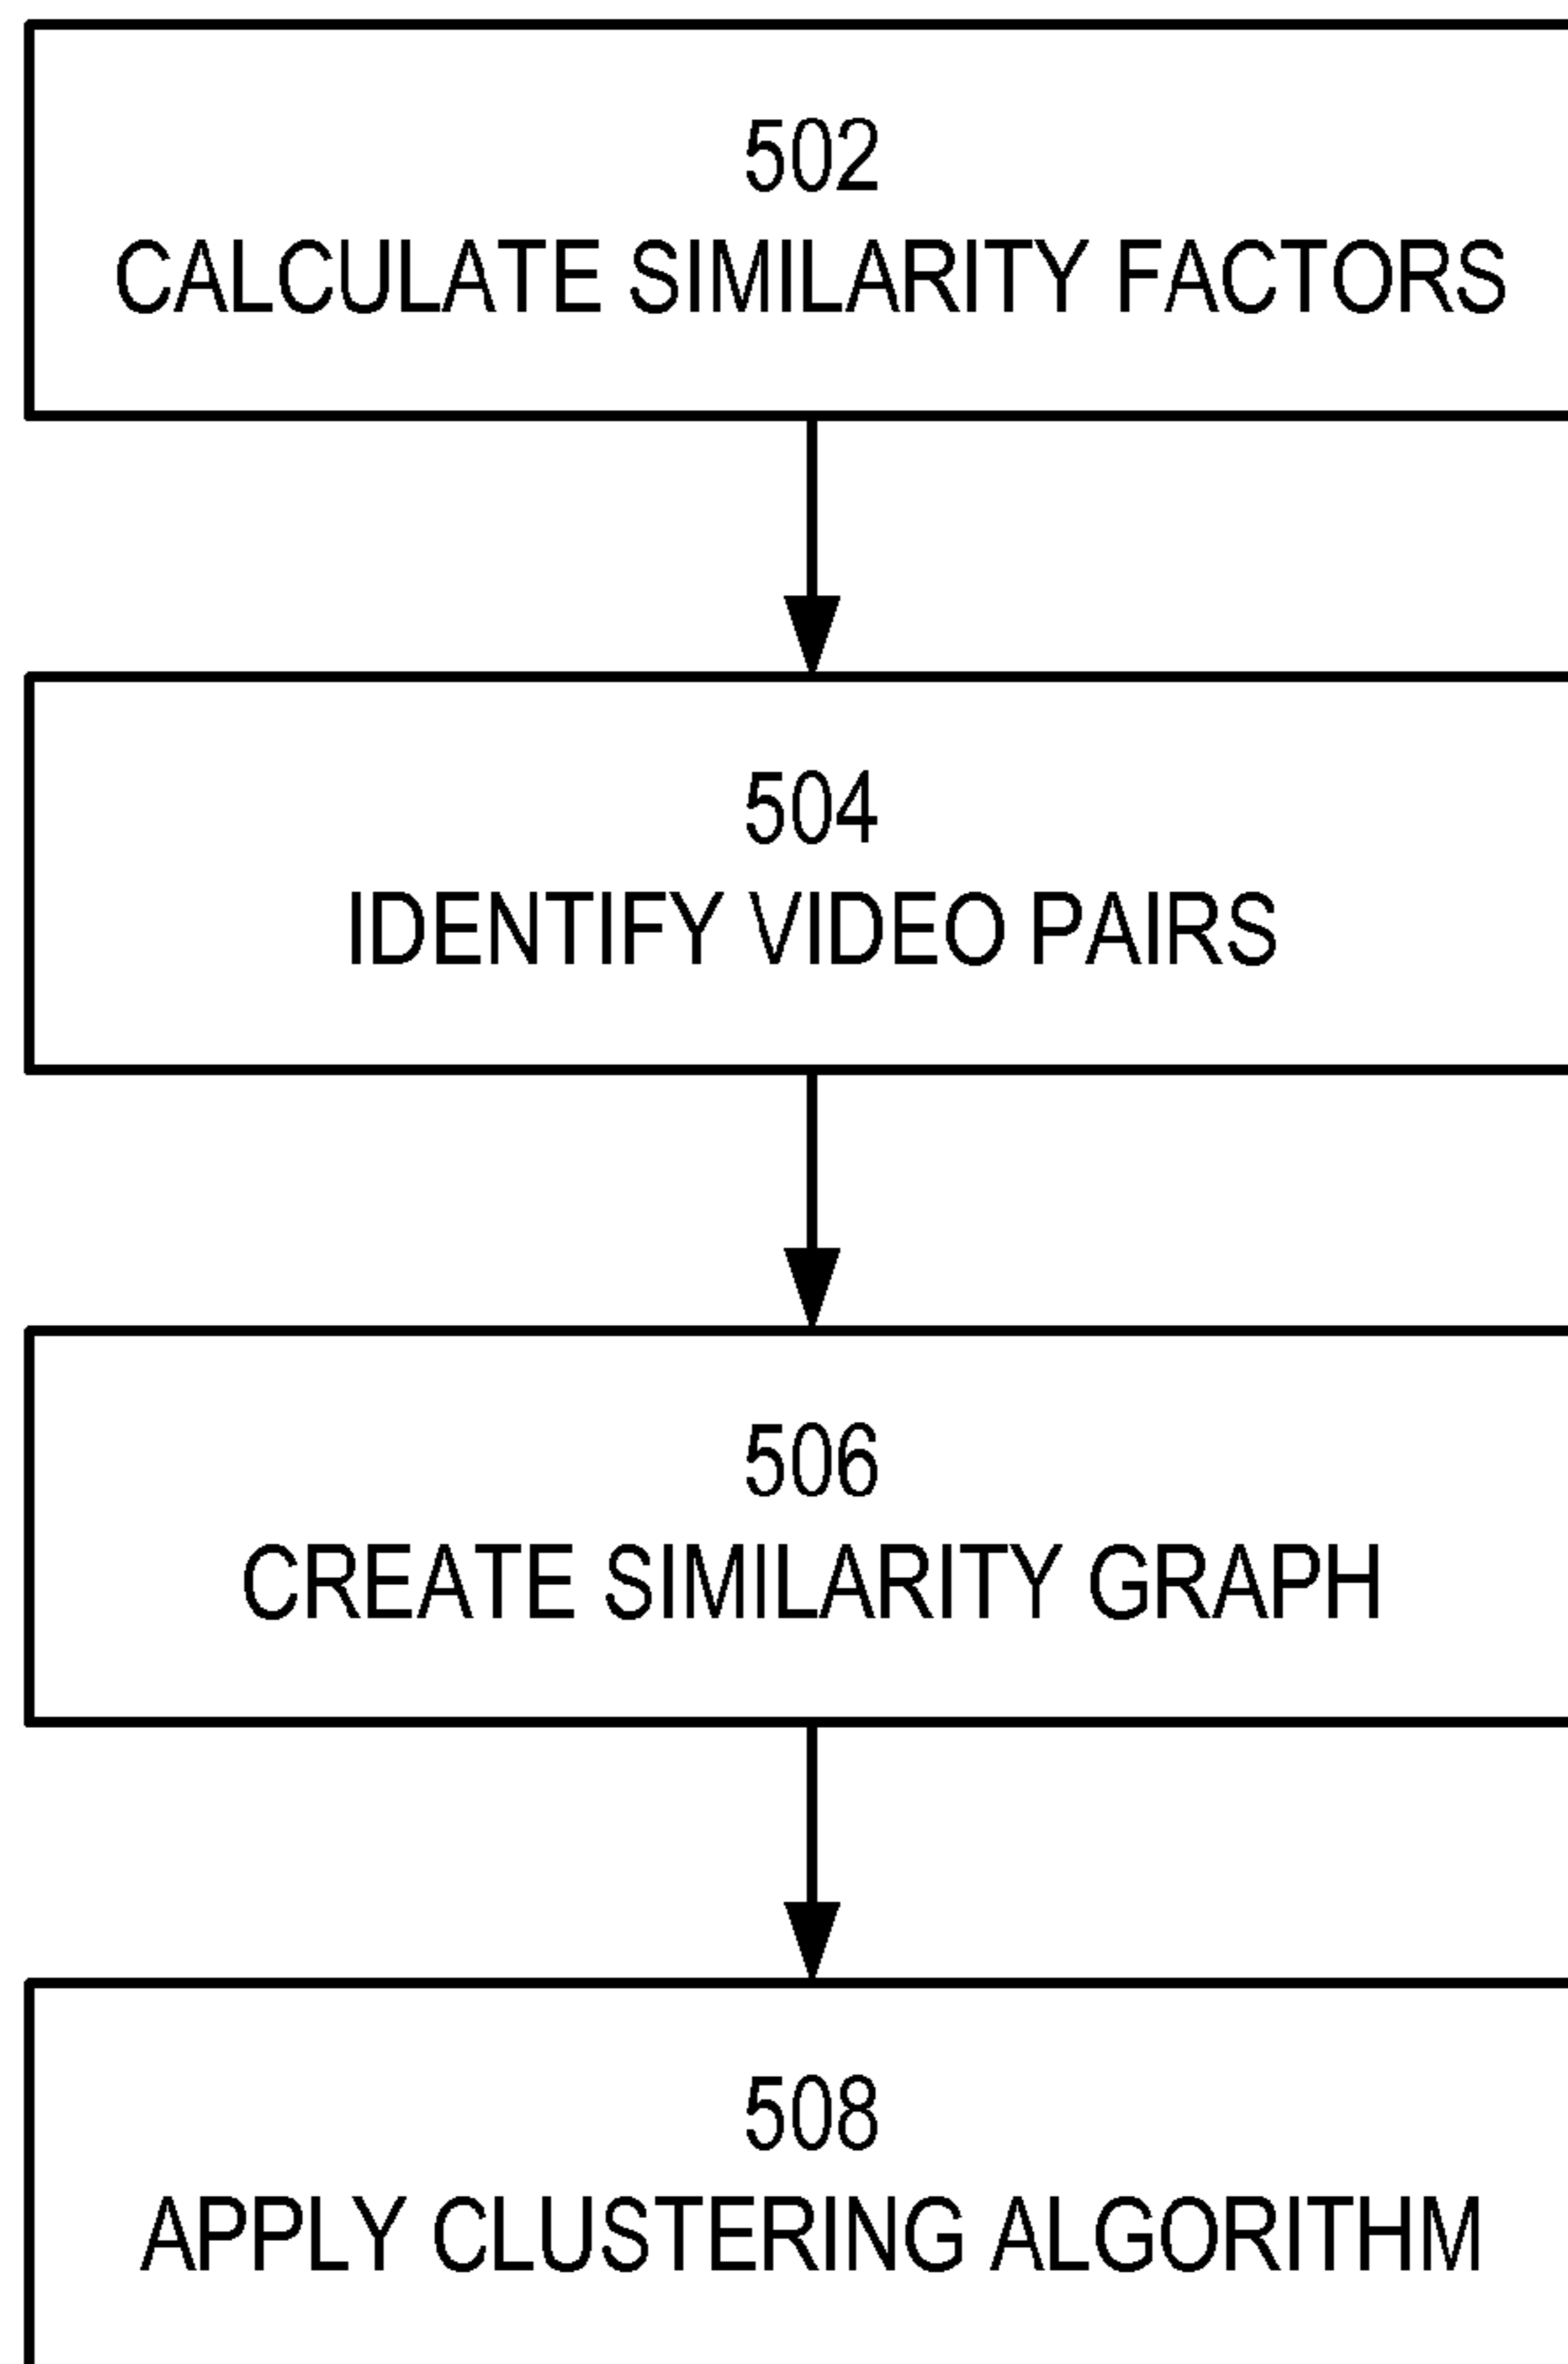 502
CALCULATE SIMILARITY FACTORS
504
IDENTIFY VIDEO PAIRS
506
CREATE SIMILARITY GRAPH
508
APPLY CLUSTERING ALGORITHM